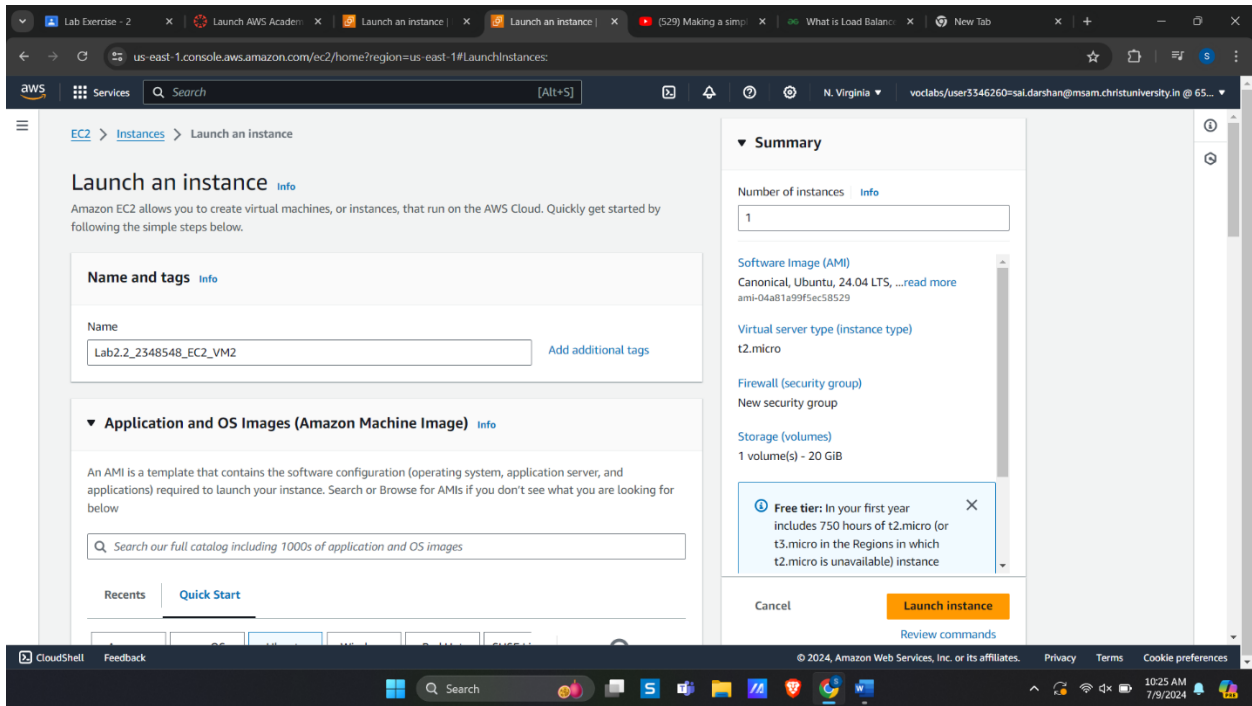 Lab Exercise - 2
Launch AWS Academ
Launch an instance |
Launch an instance |
(529) Making a simpl
What is Load Balanc
New Tab
us-east-1.console.aws.amazon.com/ec2/home?region=us-east-1#LaunchInstances:
aws
Services
Search
[Alt+S]
N. Virginia
voclabs/user3346260=sai.darshan@msam.christuniversity.in @ 65...
EC2 > Instances > Launch an instance
Launch an instance Info
Amazon EC2 allows you to create virtual machines, or instances, that run on the AWS Cloud. Quickly get started by
following the simple steps below.
Name and tags Info
Name
Lab2.2_2348548_EC2_VM2
Add additional tags
Application and OS Images (Amazon Machine Image) Info
An AMI is a template that contains the software configuration (operating system, application server, and
applications) required to launch your instance. Search or Browse for AMIs if you don't see what you are looking for
below
Search our full catalog including 1000s of application and OS images
Recents
Quick Start
Summary
Number of instances Info
1
Software Image (AMI)
Canonical, Ubuntu, 24.04 LTS, ...read more
ami-04a81a99f5ec58529
Virtual server type (instance type)
t2.micro
Firewall (security group)
New security group
Storage (volumes)
1 volume(s) - 20 GiB
Free tier: In your first year
includes 750 hours of t2.micro (or
t3.micro in the Regions in which
t2.micro is unavailable) instance
Cancel
Launch instance
Review commands
CloudShell
Feedback
© 2024, Amazon Web Services, Inc. or its affiliates.
Privacy
Terms
Cookie preferences
Search
10:25 AM
7/9/2024